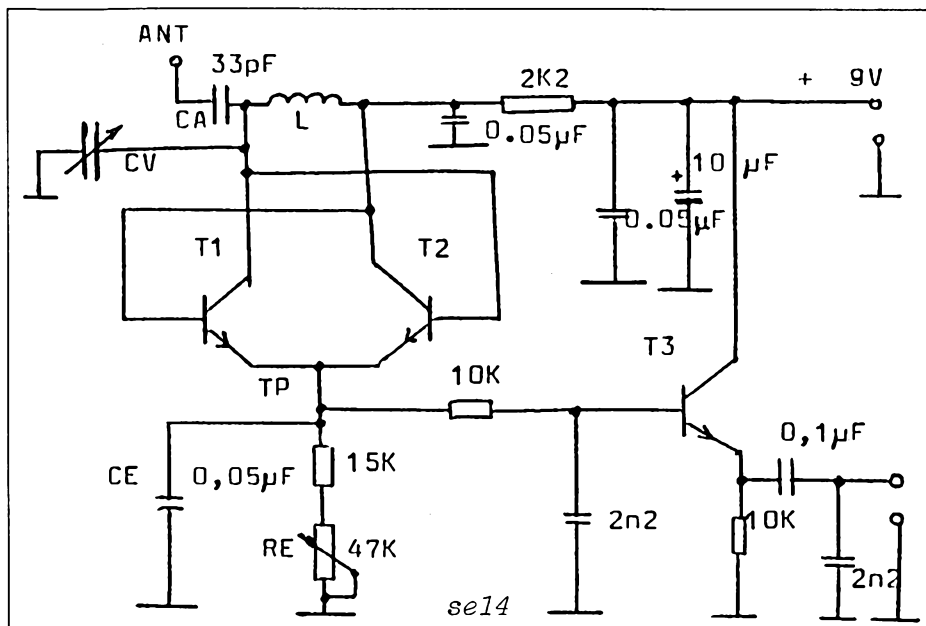 ANT
33pF
CA
L
2K2
+ 9V
0.05µF
CV
10 µF
+
0.05µF
T1
T2
T3
TP
10K
0,1µF
CE
0,05µF
15K
RE
47K
2n2
10K
2n2
se14